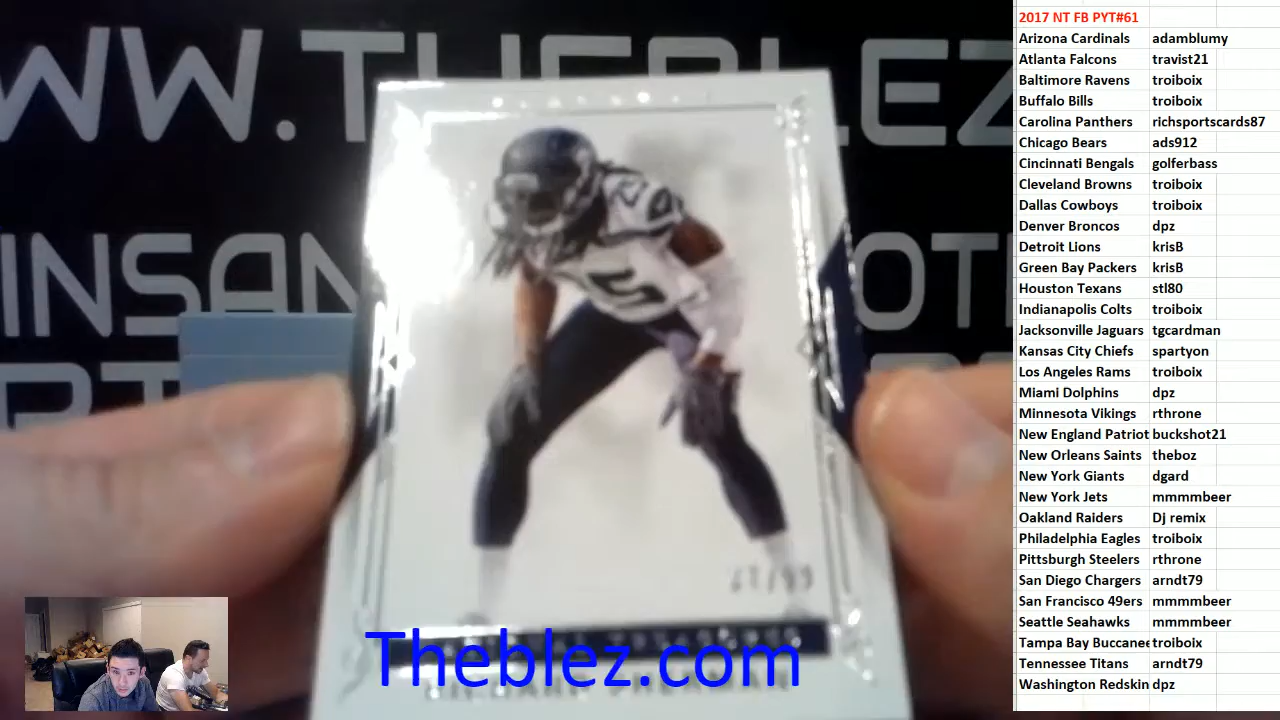 WW.THEBLEZ
INSAN
Theblez.com
2017 NT FB PYT#61
Arizona Cardinals adamblumy
Atlanta Falcons travist21
Baltimore Ravens troiboix
Buffalo Bills troiboix
Carolina Panthers richsportscards87
Chicago Bears ads912
Cincinnati Bengals golferbass
Cleveland Browns troiboix
Dallas Cowboys troiboix
Denver Broncos dpz
Detroit Lions krisB
Green Bay Packers krisB
Houston Texans stl80
Indianapolis Colts troiboix
Jacksonville Jaguars tgcardman
Kansas City Chiefs spartyon
Los Angeles Rams troiboix
Miami Dolphins dpz
Minnesota Vikings rthrone
New England Patriot buckshot21
New Orleans Saints theboz
New York Giants dgard
New York Jets mmmmbeer
Oakland Raiders Dj remix
Philadelphia Eagles troiboix
Pittsburgh Steelers rthrone
San Diego Chargers arndt79
San Francisco 49ers mmmmbeer
Seattle Seahawks mmmmbeer
Tampa Bay Buccanee troiboix
Tennessee Titans arndt79
Washington Redskin dpz